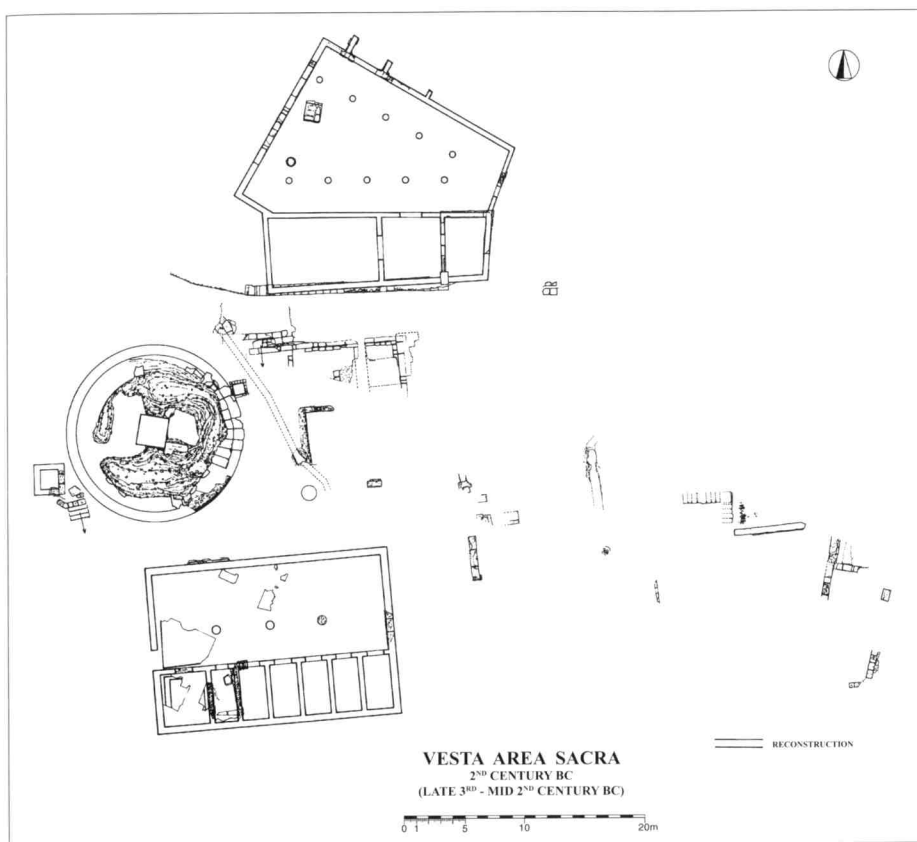 RECONSTRUCTION
VESTA AREA SACRA
2ND CENTURY BC
(LATE 3RD - MID 2ND CENTURY BC)
0 1 5 10 20m